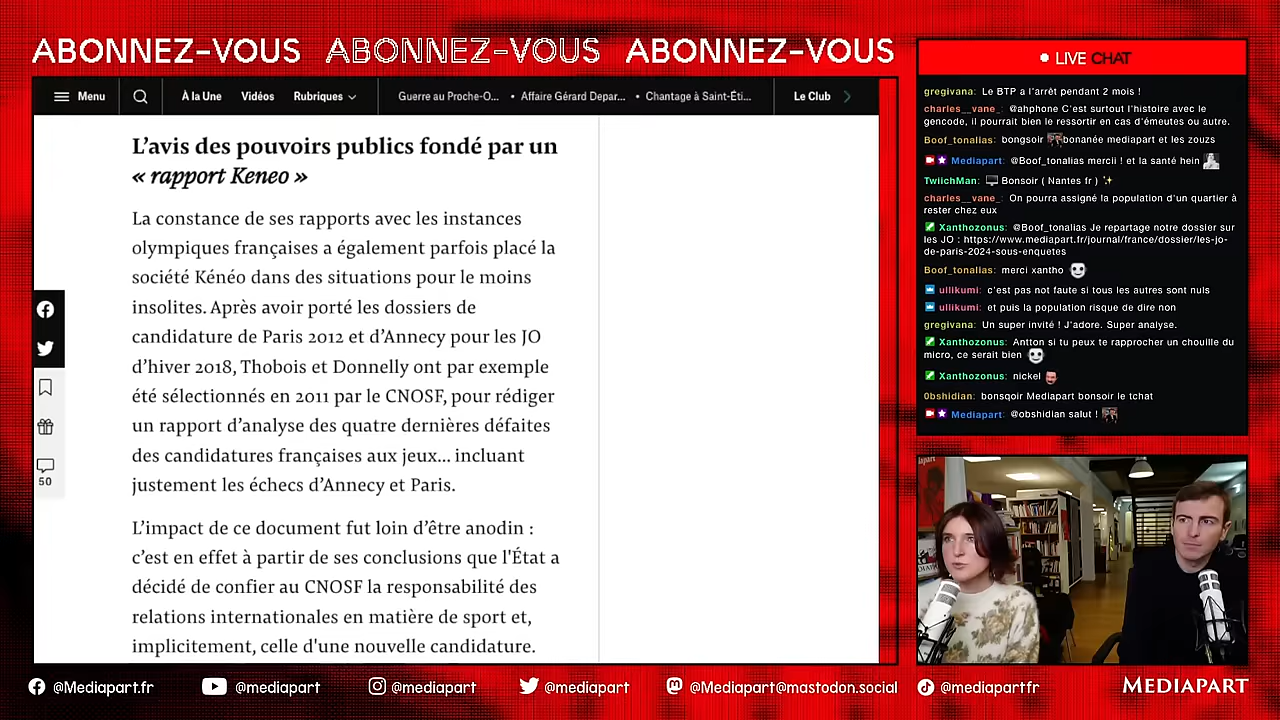 ABONNEZ-VOUS ABONNEZ-VOUS ABONNEZ-VOUS
Menu
À la Une
Vidéos
Rubriques
Guerre au Proche-O...
• Affaire Gérard Depar...
• Chantage à Saint-Éti...
Le Club
L'avis des pouvoirs publics fondé par un
« rapport Keneo »
La constance de ses rapports avec les instances
olympiques françaises a également parfois placé la
société Kénéo dans des situations pour le moins
insolites. Après avoir porté les dossiers de
candidature de Paris 2012 et d'Annecy pour les JO
d'hiver 2018, Thobois et Donnelly ont par exemple
été sélectionnés en 2011 par le CNOSF, pour rédiger
un rapport d'analyse des quatre dernières défaites
des candidatures françaises aux jeux... incluant
justement les échecs d'Annecy et Paris.
L'impact de ce document fut loin d'être anodin :
c'est en effet à partir de ses conclusions que l'État a
décidé de confier au CNOSF la responsabilité des
relations internationales en matière de sport et,
implicitement, celle d'une nouvelle candidature.
50
LIVE CHAT
gregivana: Le BTP a l'arrêt pendant 2 mois !
charles__vane_: @ahphone C'est surtout l'histoire avec le
gencode, il pourrait bien le ressortir en cas d'émeutes ou autre.
Boof_tonalias: bongsoir bonanée mediapart et les zouzs
Mediapart: @Boof_tonalias mercii ! et la santé hein
TwiichMan: Bonsoir ( Nantes fr )
charles__vane_: On pourra assigné la population d'un quartier à
rester chez eux
Xanthozonus: @Boof_tonalias Je repartage notre dossier sur
les JO : https://www.mediapart.fr/journal/france/dossier/les-jo-
de-paris-2024-sous-enquetes
Boof_tonalias: merci xantho
ullikumi: c'est pas not faute si tous les autres sont nuls
ullikumi: et puis la population risque de dire non
gregivana: Un super invité ! J'adore. Super analyse.
Xanthozonus: Antton si tu peux te rapprocher un chouille du
micro, ce serait bien
Xanthozonus: nickel
0bshidian: bonsqoir Mediapart bonsoir le tchat
Mediapart: @obshidian salut !
@Mediapart.fr
@mediapart
@mediapart
@mediapart
@Mediapart@mastodon.social
@mediapartfr
MEDIAPART